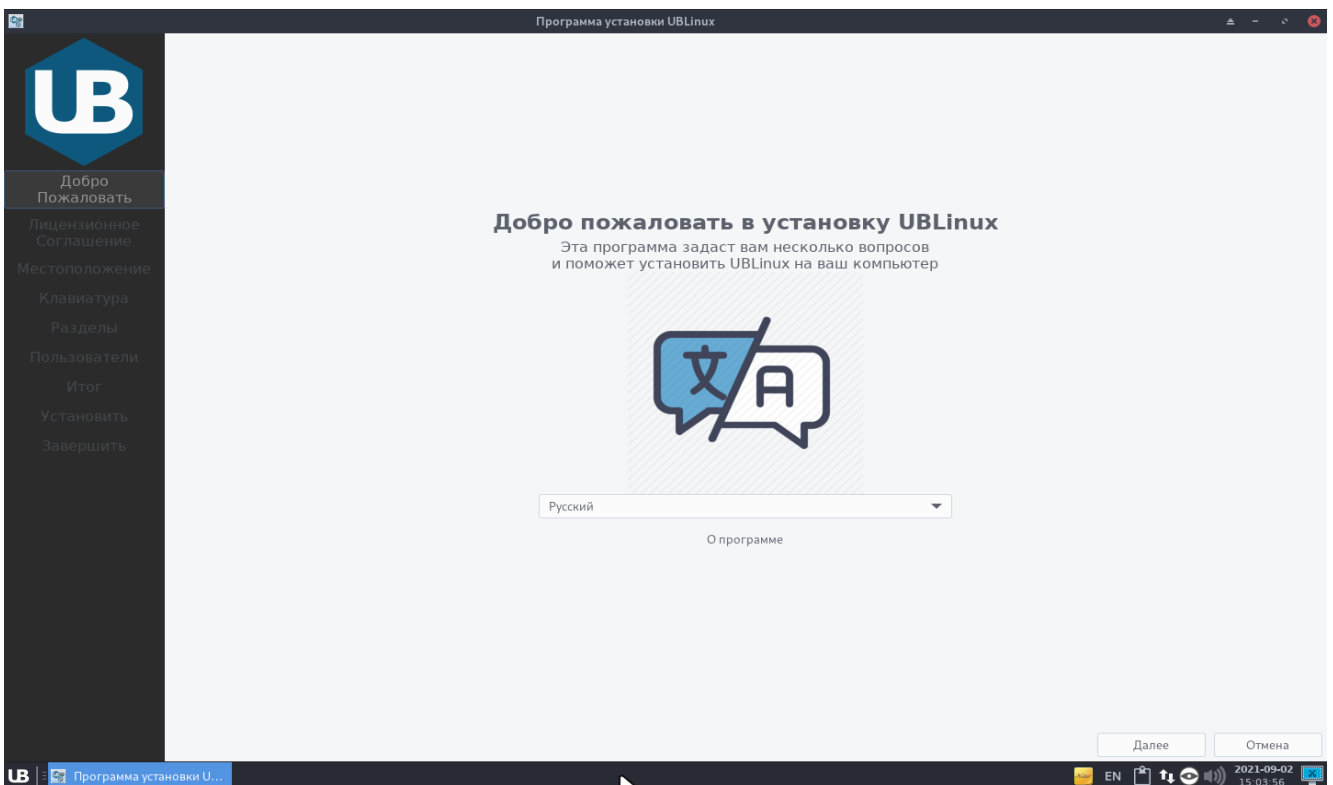 Программа установки UBLinux
UB
Добро
Пожаловать
Лицензионное
Соглашение
Местоположение
Клавиатура
Разделы
Пользователи
Итог
Установить
Завершить
Добро пожаловать в установку UBLinux
Эта программа задаст вам несколько вопросов
и поможет установить UBLinux на ваш компьютер
文 A
Русский
О программе
Далее
Отмена
UB
Программа установки U...
EN
2021-09-02
15:03:56